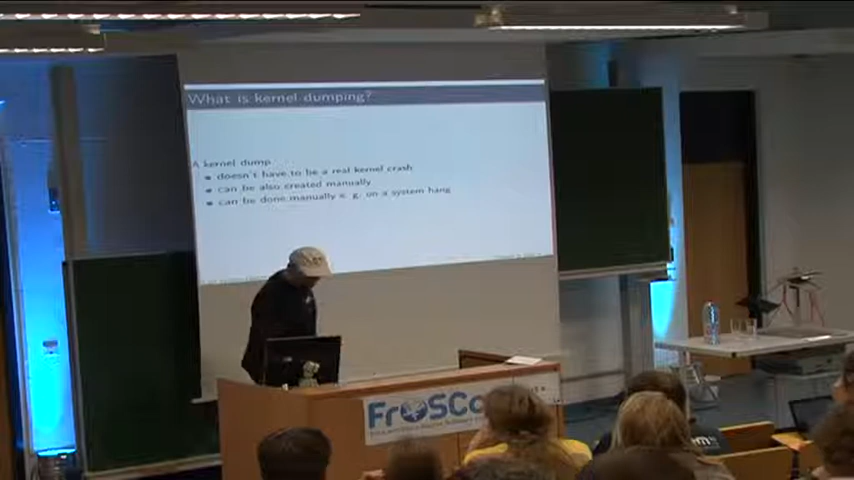 What is kernel dumping?
A kernel dump
doesn't have to be a real kernel crash
can be also created manually
can be done manually e. g. on a system hang
FrOSCo